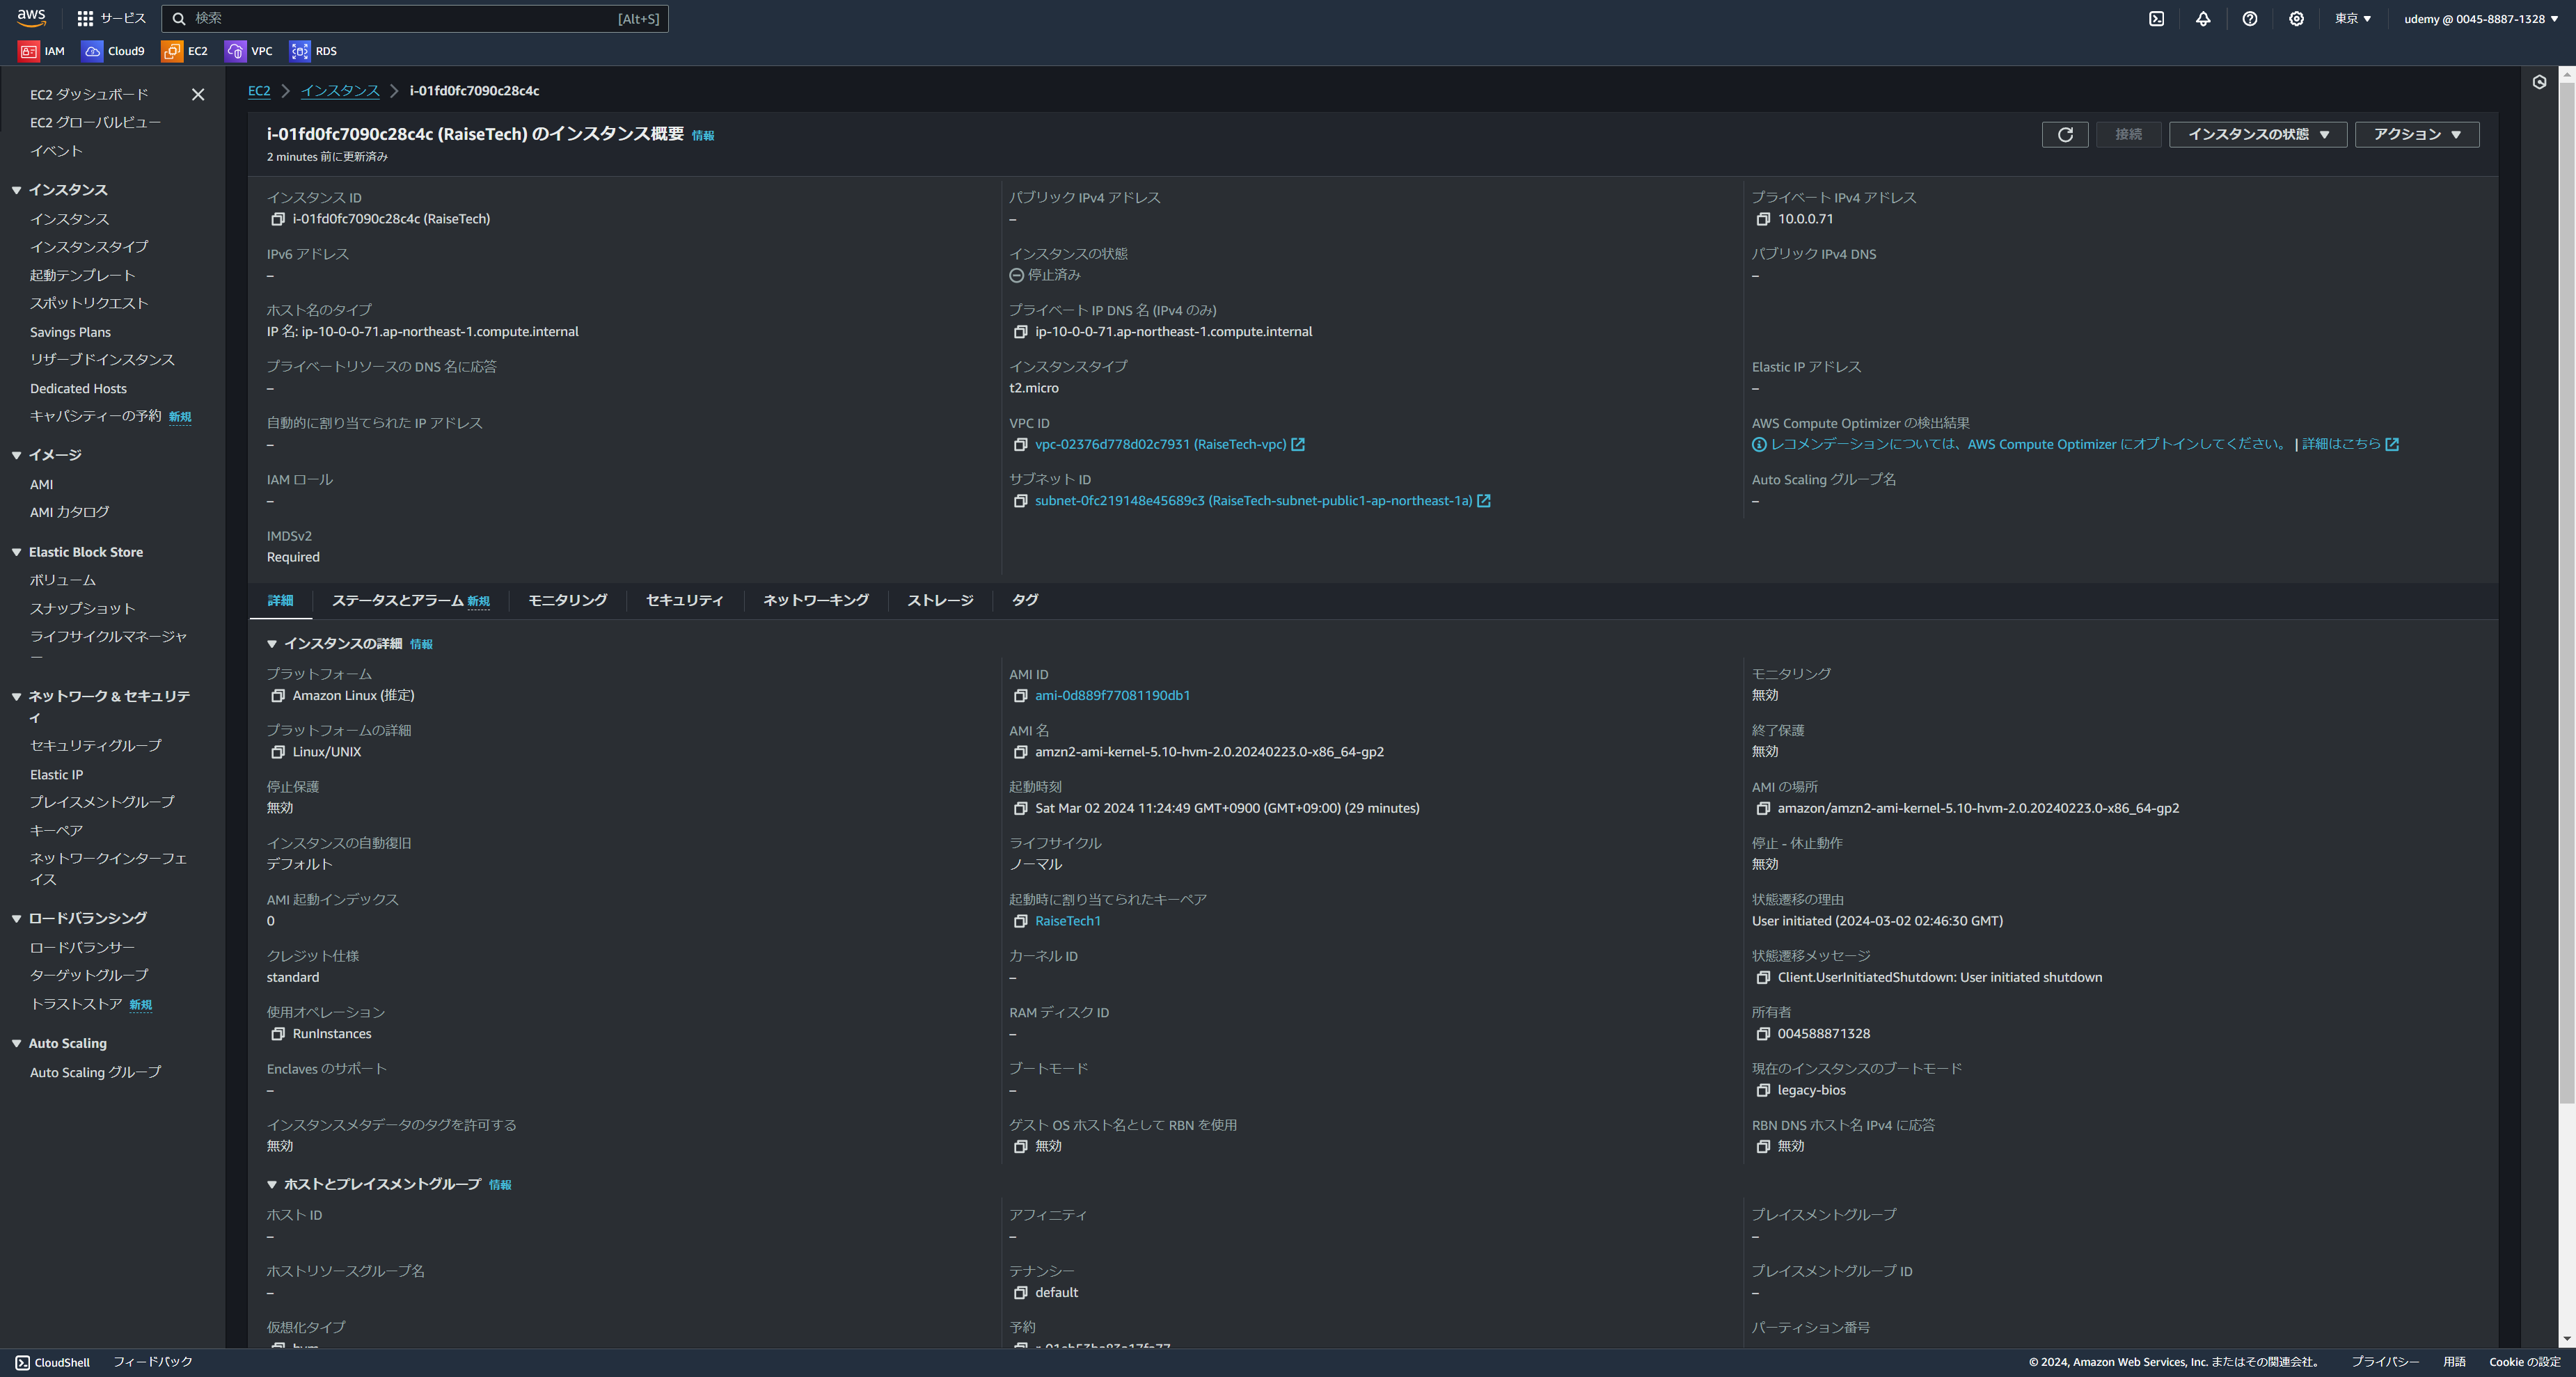 aws
サービス
検索
[Alt+S]
東京 ▼
udemy @ 0045-8887-1328 ▼
IAM
Cloud9
EC2
VPC
RDS
EC2 ダッシュボード
EC2 グローバルビュー
イベント
▼ インスタンス
インスタンス
インスタンスタイプ
起動テンプレート
スポットリクエスト
Savings Plans
リザーブドインスタンス
Dedicated Hosts
キャパシティーの予約 新規
▼ イメージ
AMI
AMI カタログ
▼ Elastic Block Store
ボリューム
スナップショット
ライフサイクルマネージャ
ー
▼ ネットワーク & セキュリテ
ィ
セキュリティグループ
Elastic IP
プレイスメントグループ
キーペア
ネットワークインターフェ
イス
▼ ロードバランシング
ロードバランサー
ターゲットグループ
トラストストア 新規
▼ Auto Scaling
Auto Scaling グループ
EC2 > インスタンス > i-01fd0fc7090c28c4c
i-01fd0fc7090c28c4c (RaiseTech) のインスタンス概要 情報
2 minutes 前に更新済み
接続
インスタンスの状態 ▼
アクション ▼
インスタンス ID
i-01fd0fc7090c28c4c (RaiseTech)
パブリック IPv4 アドレス
–
プライベート IPv4 アドレス
10.0.0.71
IPv6 アドレス
–
インスタンスの状態
停止済み
パブリック IPv4 DNS
–
ホスト名のタイプ
IP 名: ip-10-0-0-71.ap-northeast-1.compute.internal
プライベート IP DNS 名 (IPv4 のみ)
ip-10-0-0-71.ap-northeast-1.compute.internal
プライベートリソースの DNS 名に応答
–
インスタンスタイプ
t2.micro
Elastic IP アドレス
–
自動的に割り当てられた IP アドレス
–
VPC ID
vpc-02376d778d02c7931 (RaiseTech-vpc)
AWS Compute Optimizer の検出結果
レコメンデーションについては、AWS Compute Optimizer にオプトインしてください。 | 詳細はこちら
IAM ロール
–
サブネット ID
subnet-0fc219148e45689c3 (RaiseTech-subnet-public1-ap-northeast-1a)
Auto Scaling グループ名
–
IMDSv2
Required
詳細
ステータスとアラーム 新規
モニタリング
セキュリティ
ネットワーキング
ストレージ
タグ
▼ インスタンスの詳細 情報
プラットフォーム
Amazon Linux (推定)
AMI ID
ami-0d889f77081190db1
モニタリング
無効
プラットフォームの詳細
Linux/UNIX
AMI 名
amzn2-ami-kernel-5.10-hvm-2.0.20240223.0-x86_64-gp2
終了保護
無効
停止保護
無効
起動時刻
Sat Mar 02 2024 11:24:49 GMT+0900 (GMT+09:00) (29 minutes)
AMI の場所
amazon/amzn2-ami-kernel-5.10-hvm-2.0.20240223.0-x86_64-gp2
インスタンスの自動復旧
デフォルト
ライフサイクル
ノーマル
停止 - 休止動作
無効
AMI 起動インデックス
0
起動時に割り当てられたキーペア
RaiseTech1
状態遷移の理由
User initiated (2024-03-02 02:46:30 GMT)
クレジット仕様
standard
カーネル ID
–
状態遷移メッセージ
Client.UserInitiatedShutdown: User initiated shutdown
使用オペレーション
RunInstances
RAM ディスク ID
–
所有者
004588871328
Enclaves のサポート
–
ブートモード
–
現在のインスタンスのブートモード
legacy-bios
インスタンスメタデータのタグを許可する
無効
ゲスト OS ホスト名として RBN を使用
無効
RBN DNS ホスト名 IPv4 に応答
無効
▼ ホストとプレイスメントグループ 情報
ホスト ID
–
アフィニティ
–
プレイスメントグループ
–
ホストリソースグループ名
–
テナンシー
default
プレイスメントグループ ID
–
仮想化タイプ
予約
パーティション番号
CloudShell
フィードバック
© 2024, Amazon Web Services, Inc. またはその関連会社。
プライバシー
用語
Cookie の設定